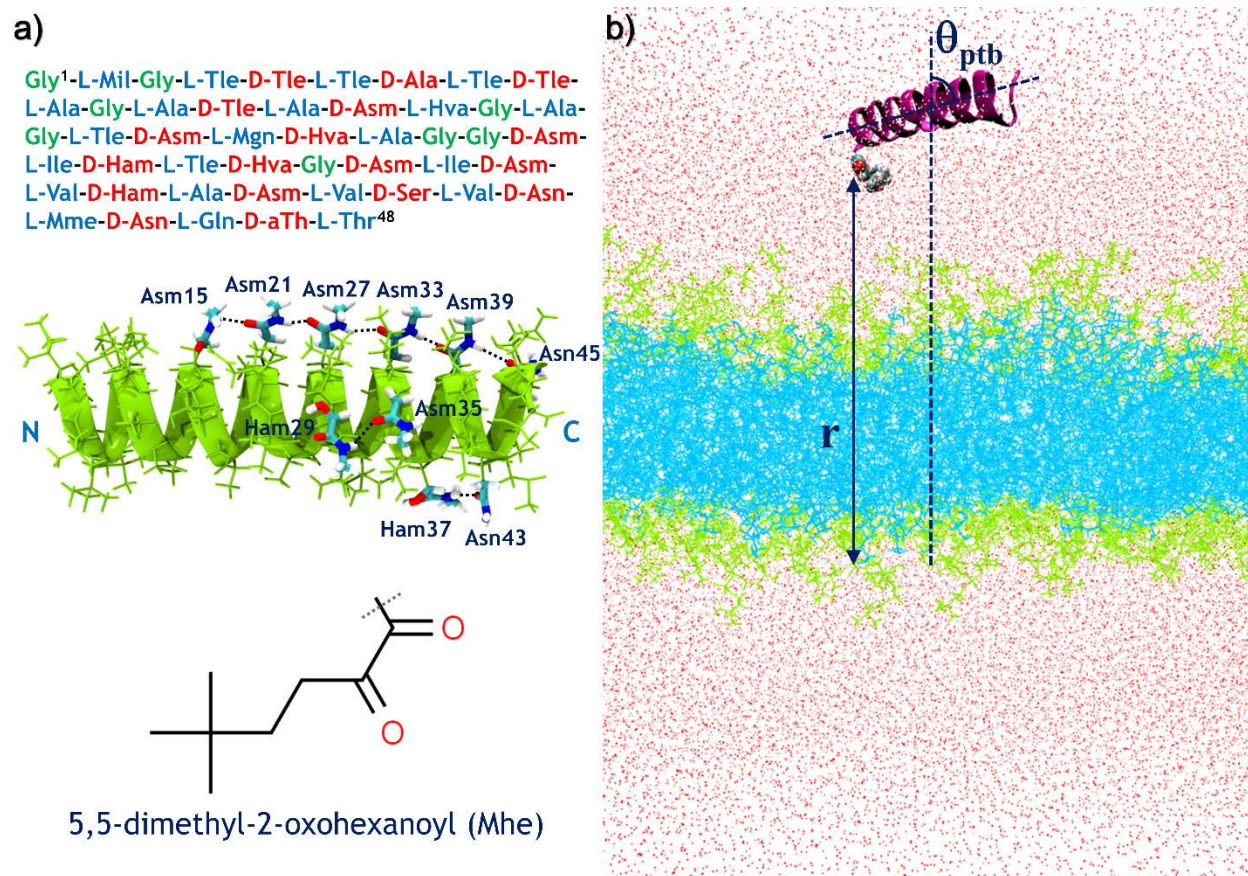 a)
Gly¹-L-Mil-Gly-L-Tle-D-Tle-L-Tle-D-Ala-L-Tle-D-Tle-
L-Ala-Gly-L-Ala-D-Tle-L-Ala-D-Asm-L-Hva-Gly-L-Ala-
Gly-L-Tle-D-Asm-L-Mgn-D-Hva-L-Ala-Gly-Gly-D-Asm-
L-Ile-D-Ham-L-Tle-D-Hva-Gly-D-Asm-L-Ile-D-Asm-
L-Val-D-Ham-L-Ala-D-Asm-L-Val-D-Ser-L-Val-D-Asn-
L-Mme-D-Asn-L-Gln-D-aTh-L-Thr⁴⁸
Asm15
Asm21
Asm27
Asm33
Asm39
Asn45
N
Ham29
Asm35
C
Ham37
Asn43
O
O
5,5-dimethyl-2-oxohexanoyl (Mhe)
b)
θptb
r